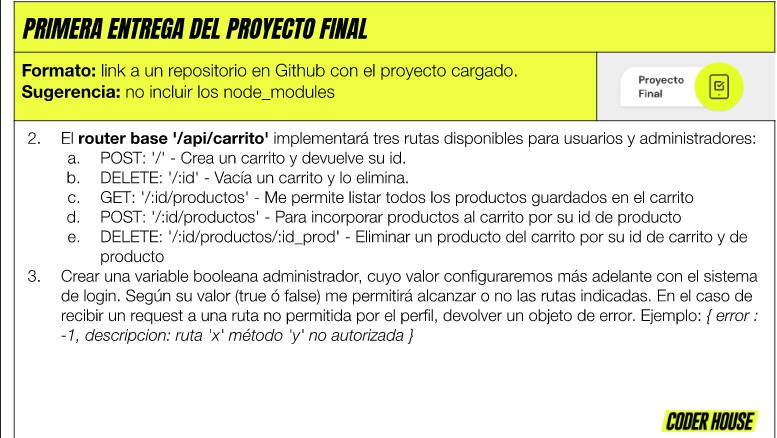 PRIMERA ENTREGA DEL PROYECTO FINAL
Formato: link a un repositorio en Github con el proyecto cargado.
Sugerencia: no incluir los node_modules
Proyecto
Final
2. El router base '/api/carrito' implementará tres rutas disponibles para usuarios y administradores:
a. POST: '/' - Crea un carrito y devuelve su id.
b. DELETE: '/:id' - Vacía un carrito y lo elimina.
c. GET: '/:id/productos' - Me permite listar todos los productos guardados en el carrito
d. POST: '/:id/productos' - Para incorporar productos al carrito por su id de producto
e. DELETE: '/:id/productos/:id_prod' - Eliminar un producto del carrito por su id de carrito y de
producto
3. Crear una variable booleana administrador, cuyo valor configuraremos más adelante con el sistema
de login. Según su valor (true ó false) me permitirá alcanzar o no las rutas indicadas. En el caso de
recibir un request a una ruta no permitida por el perfil, devolver un objeto de error. Ejemplo: { error :
-1, descripcion: ruta 'x' método 'y' no autorizada }
CODER HOUSE